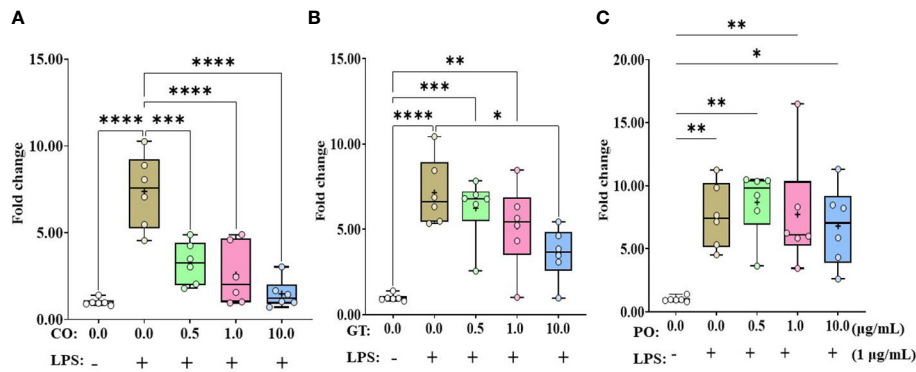 A
B
C
15.00
10.00
5.00
0.00
Fold change
****
****
**** ***
CO: 0.0 0.0 0.5 1.0 10.0
LPS: - + + + +
15.00
10.00
5.00
0.00
Fold change
**
***
**** *
GT: 0.0 0.0 0.5 1.0 10.0
LPS: - + + + +
20.00
15.00
10.00
5.00
0.00
Fold change
**
*
**
**
PO: 0.0 0.0 0.5 1.0 10.0 (µg/mL)
LPS: - + + + + (1 µg/mL)